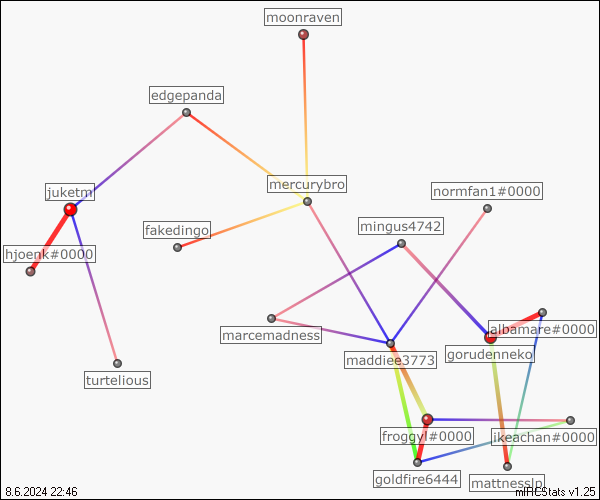 moonraven
edgepanda
mercurybro
juketm
normfan1#0000
mingus4742
fakedingo
hjoenk#0000
albamare#0000
marcemadness
maddiee3773
gorudenneko
turtelious
froggyl#0000
ikeachan#0000
goldfire6444
mattnesslp
8.6.2024 22:46
mIRCStats v1.25